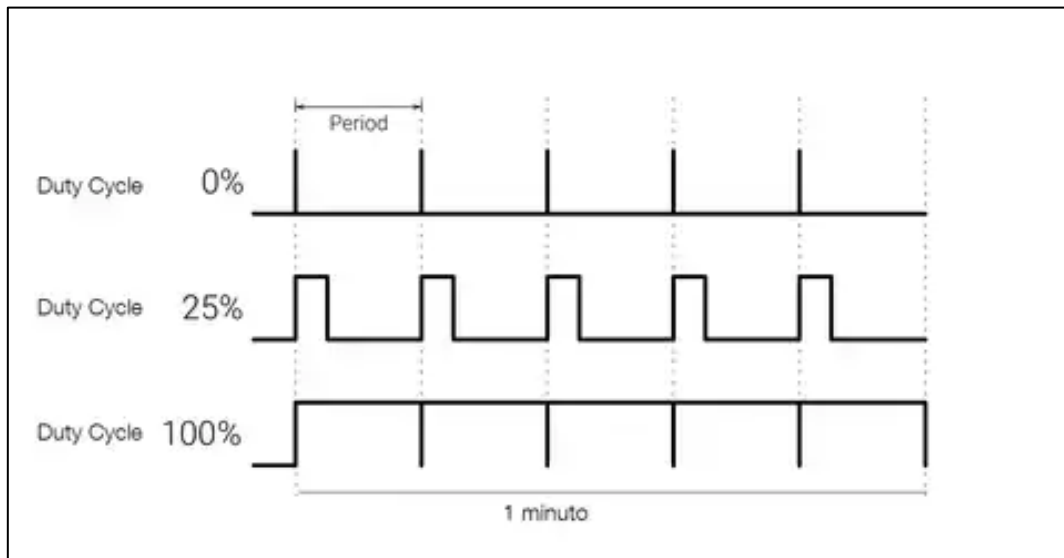 Period
Duty Cycle 0%
Duty Cycle 25%
Duty Cycle 100%
1 minuto